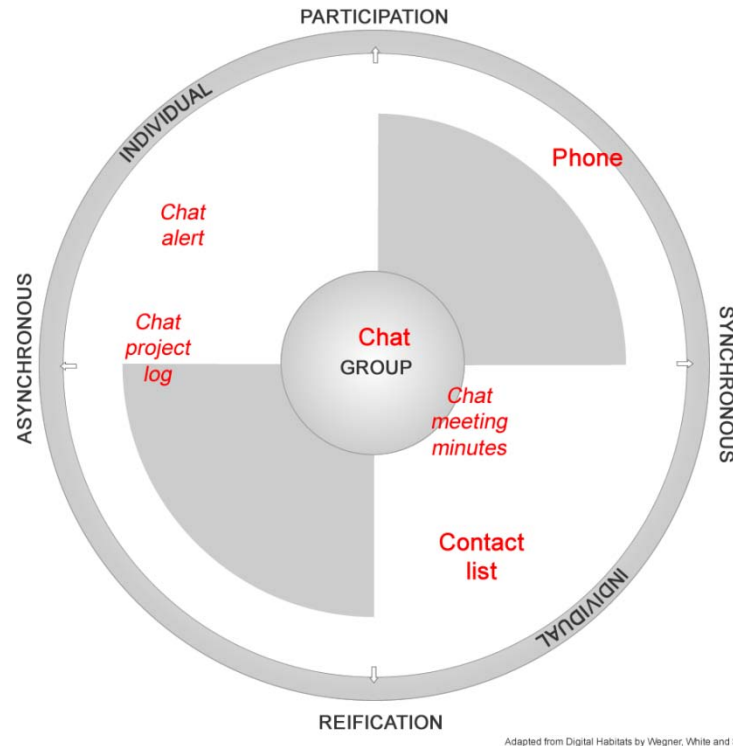 PARTICIPATION
INDIVIDUAL
Phone
Chat
alert
ASYNCHRONOUS
SYNCHRONOUS
Chat
project
log
Chat
GROUP
Chat
meeting
minutes
Contact
list
INDIVIDUAL
REIFICATION
Adapted from Digital Habitats by Wegner, White and